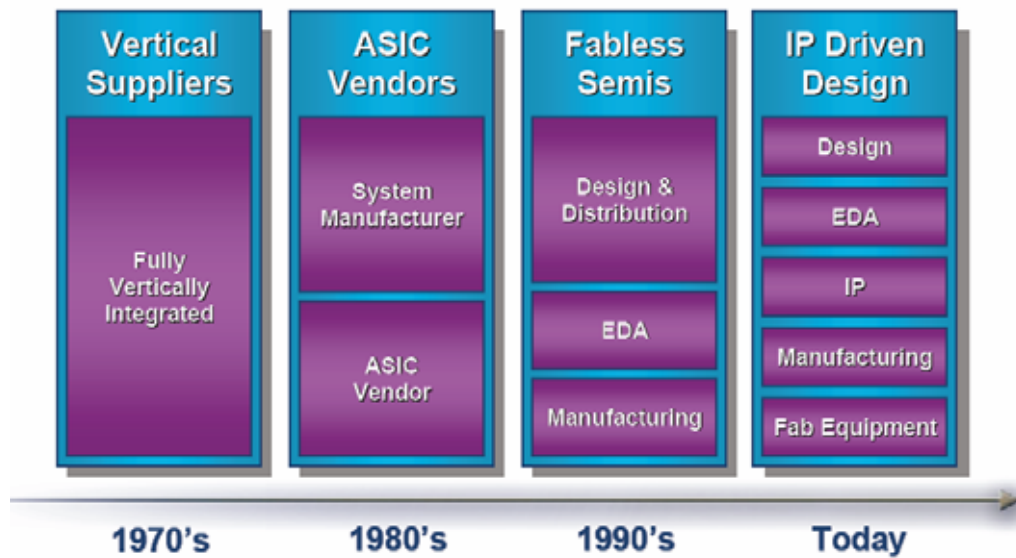 Vertical
Suppliers
Fully
Vertically
Integrated
ASIC
Vendors
System
Manufacturer
ASIC
Vendor
Fabless
Semis
Design &
Distribution
EDA
Manufacturing
IP Driven
Design
Design
EDA
IP
Manufacturing
Fab Equipment
1970's
1980's
1990's
Today